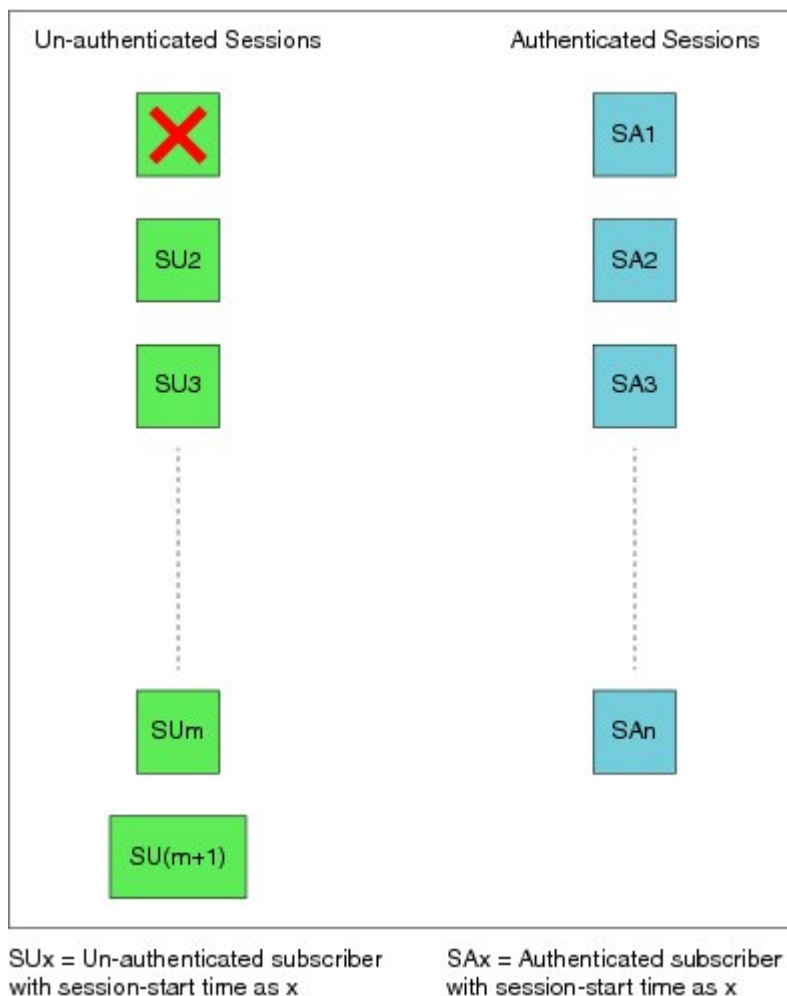 Un-authenticated Sessions
Authenticated Sessions
SA1
SU2
SA2
SU3
SA3
SUm
SAn
SU(m+1)
SUx = Un-authenticated subscriber
with session-start time as x
SAx = Authenticated subscriber
with session-start time as x